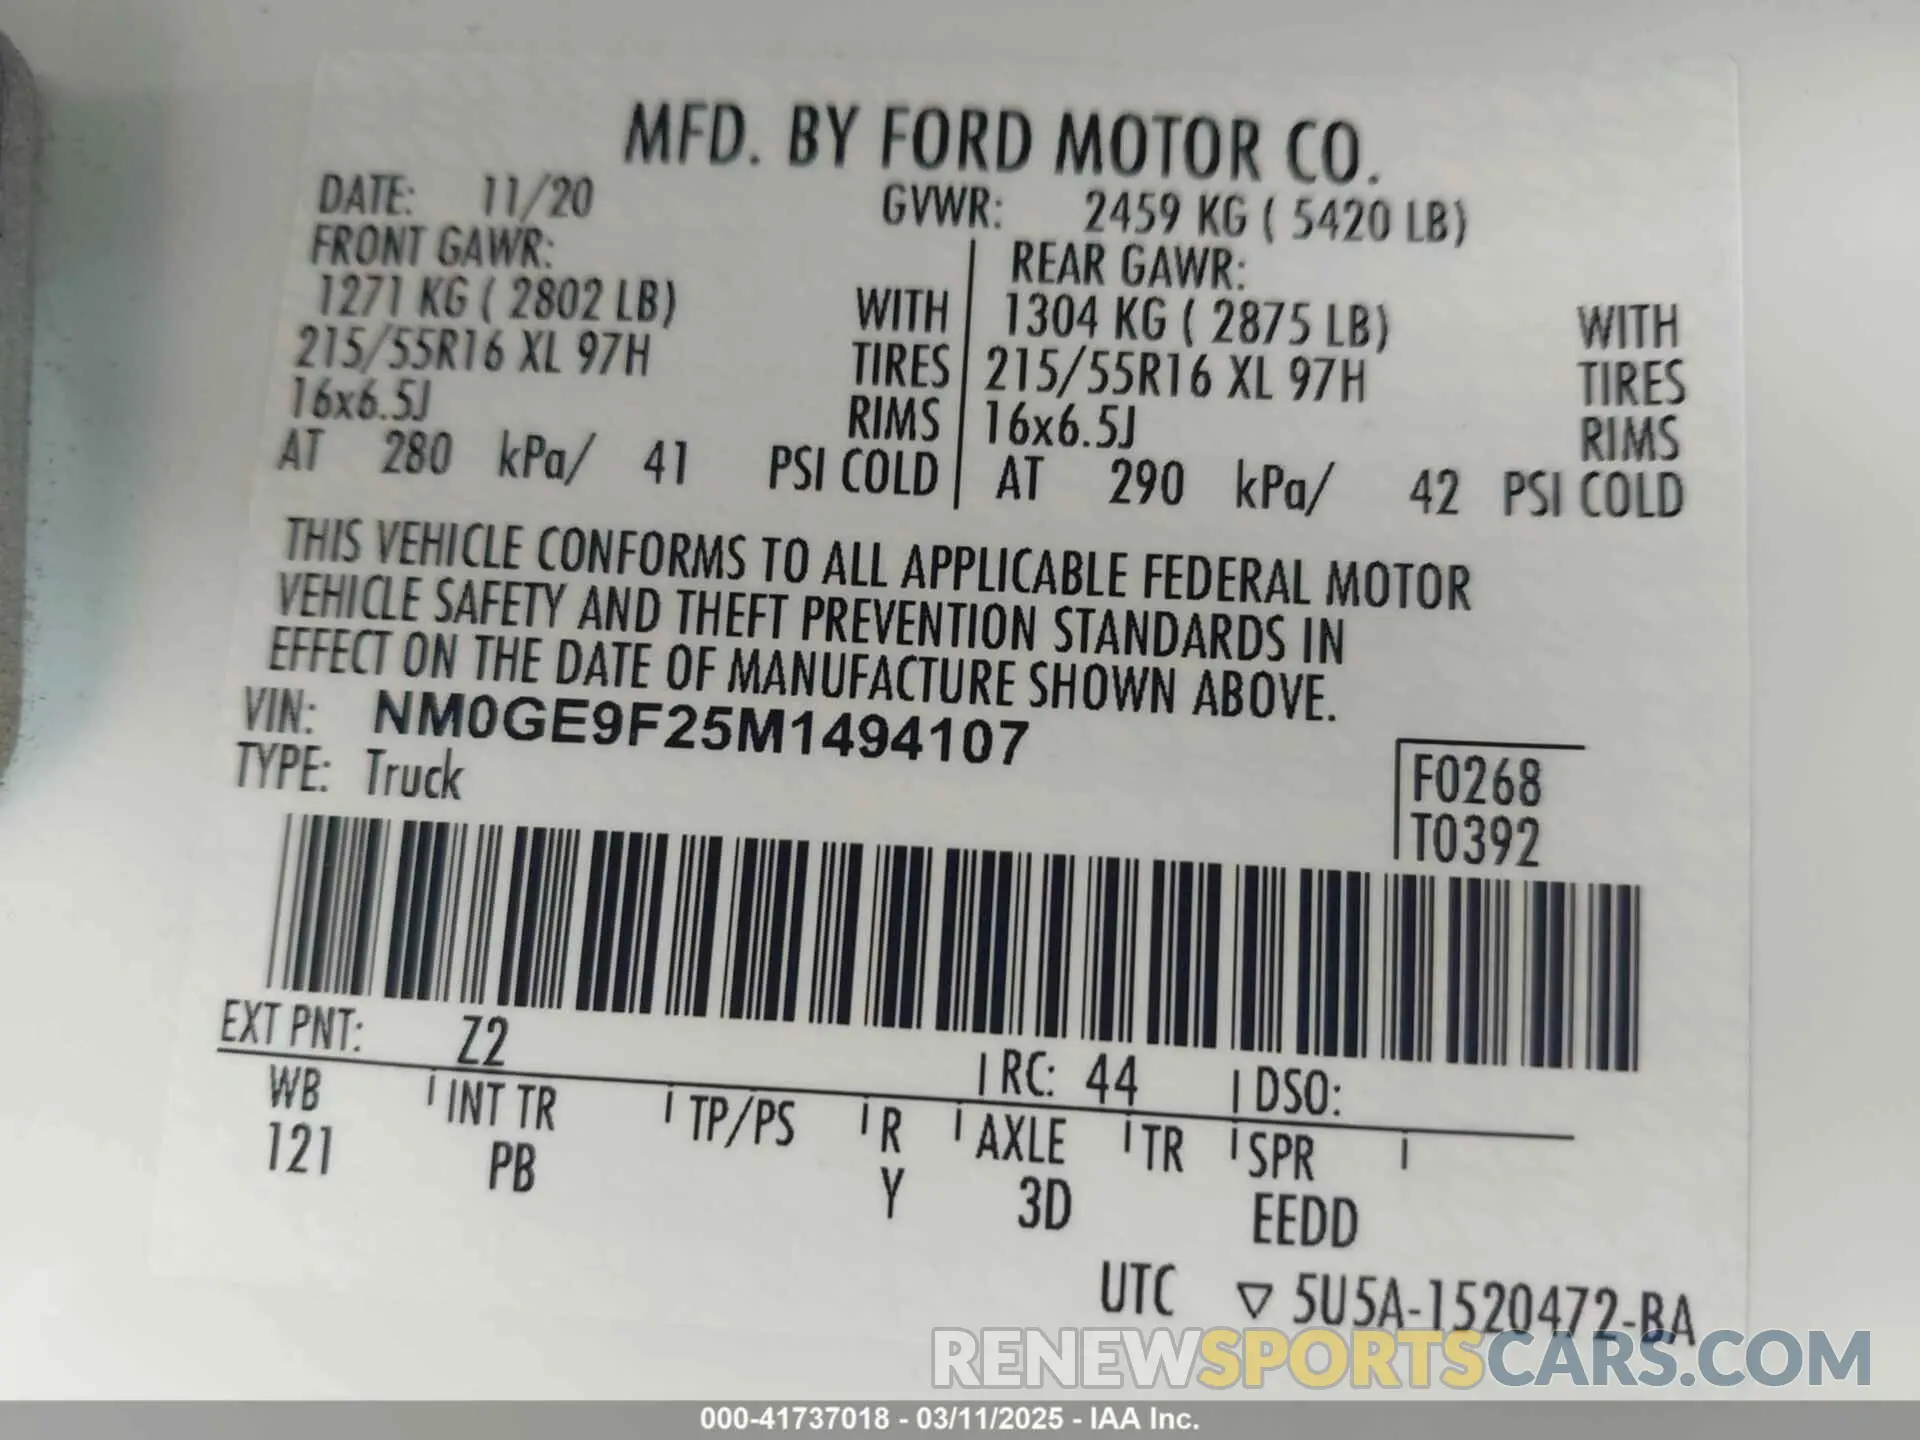 MFD. BY FORD MOTOR CO.
DATE: 11/20 GVWR: 2459 KG ( 5420 LB)
FRONT GAWR: REAR GAWR:
1271 KG ( 2802 LB) WITH 1304 KG ( 2875 LB) WITH
215/55R16 XL 97H TIRES 215/55R16 XL 97H TIRES
16x6.5J RIMS 16x6.5J RIMS
AT 280 kPa/ 41 PSI COLD AT 290 kPa/ 42 PSI COLD
THIS VEHICLE CONFORMS TO ALL APPLICABLE FEDERAL MOTOR
VEHICLE SAFETY AND THEFT PREVENTION STANDARDS IN
EFFECT ON THE DATE OF MANUFACTURE SHOWN ABOVE.
VIN: NM0GE9F25M1494107
TYPE: Truck
F0268
T0392
EXT PNT: Z2 RC: 44 DSO:
WB INT TR TP/PS R AXLE TR SPR
121 PB Y 3D EEDD
UTC ▽ 5U5A-1520472-BA
RENEWSPORTSCARS.COM
000-41737018 - 03/11/2025 - IAA Inc.